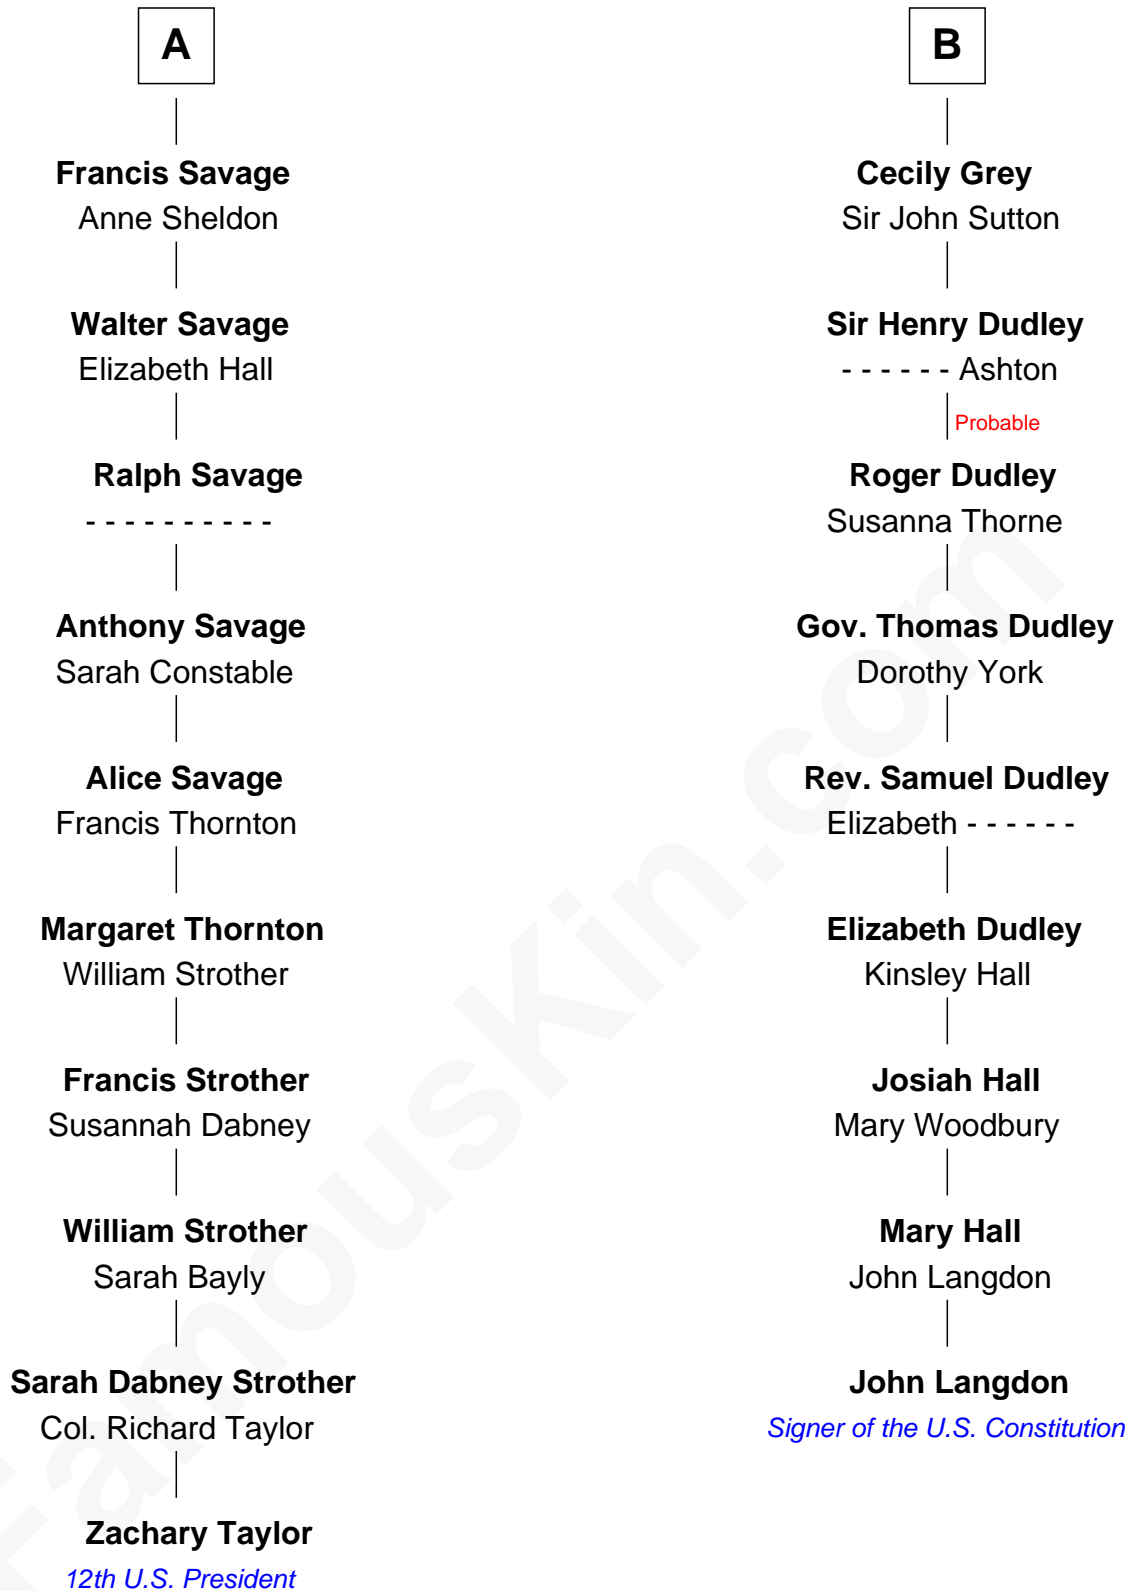 A
Francis Savage
Anne Sheldon
Walter Savage
Elizabeth Hall
Ralph Savage
- - - - - - - - - -
Anthony Savage
Sarah Constable
Alice Savage
Francis Thornton
Margaret Thornton
William Strother
Francis Strother
Susannah Dabney
William Strother
Sarah Bayly
Sarah Dabney Strother
Col. Richard Taylor
Zachary Taylor
12th U.S. President
B
Cecily Grey
Sir John Sutton
Sir Henry Dudley
- - - - - - Ashton
Probable
Roger Dudley
Susanna Thorne
Gov. Thomas Dudley
Dorothy York
Rev. Samuel Dudley
Elizabeth - - - - - -
Elizabeth Dudley
Kinsley Hall
Josiah Hall
Mary Woodbury
Mary Hall
John Langdon
John Langdon
Signer of the U.S. Constitution
FamousKin.com